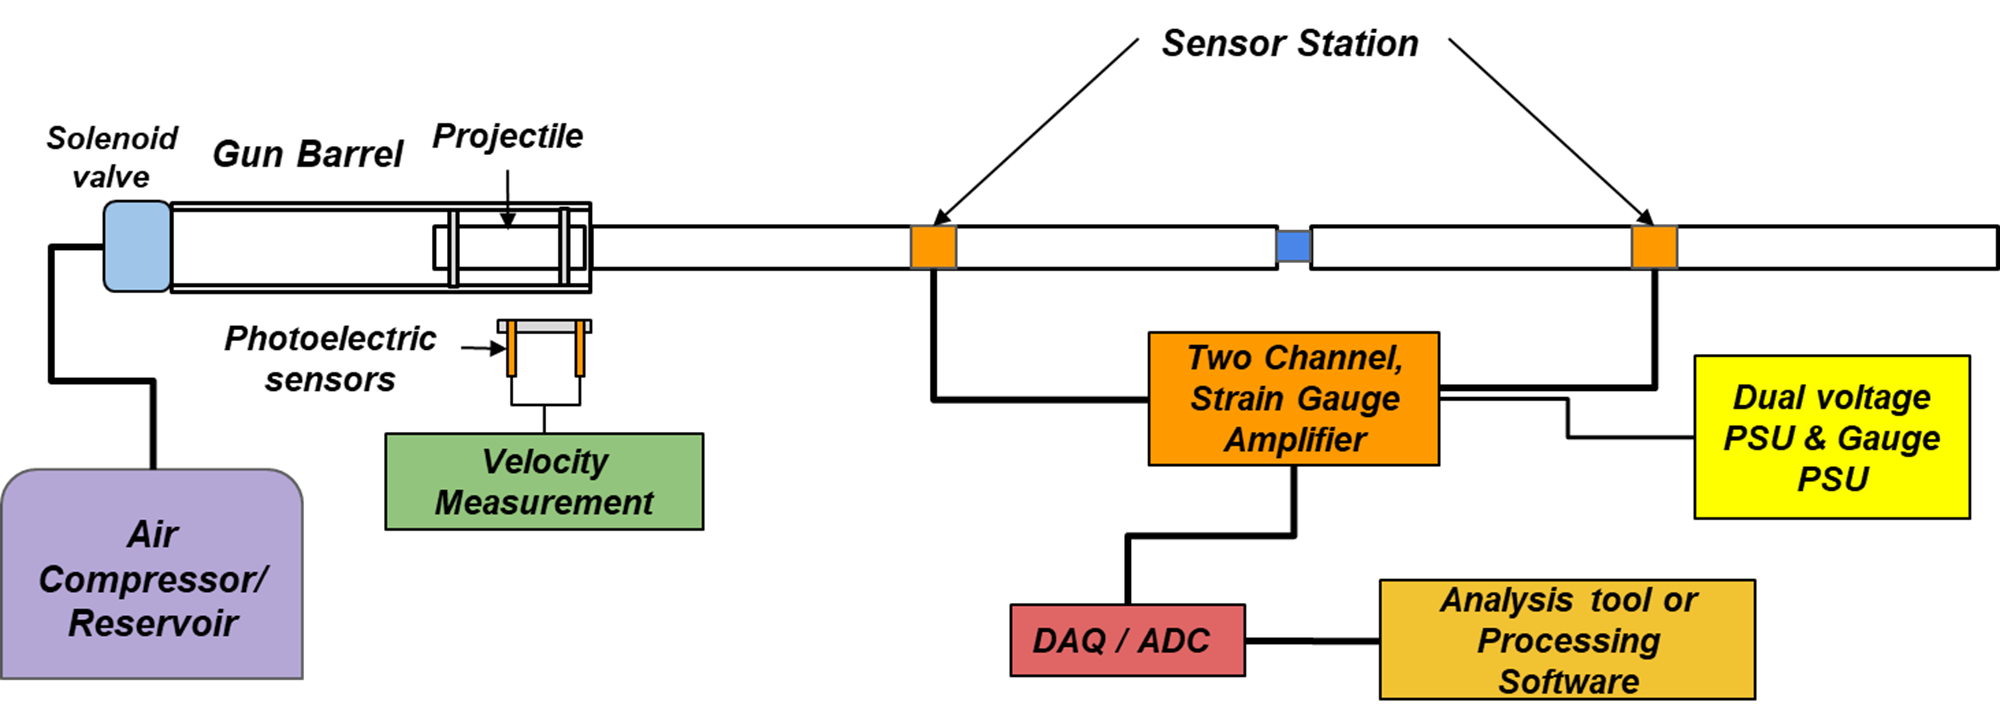 Sensor Station
Solenoid
valve
Gun Barrel
Projectile
Photoelectric
sensors
Velocity
Measurement
Air
Compressor/
Reservoir
Two Channel,
Strain Gauge
Amplifier
Dual voltage
PSU & Gauge
PSU
DAQ / ADC
Analysis tool or
Processing
Software